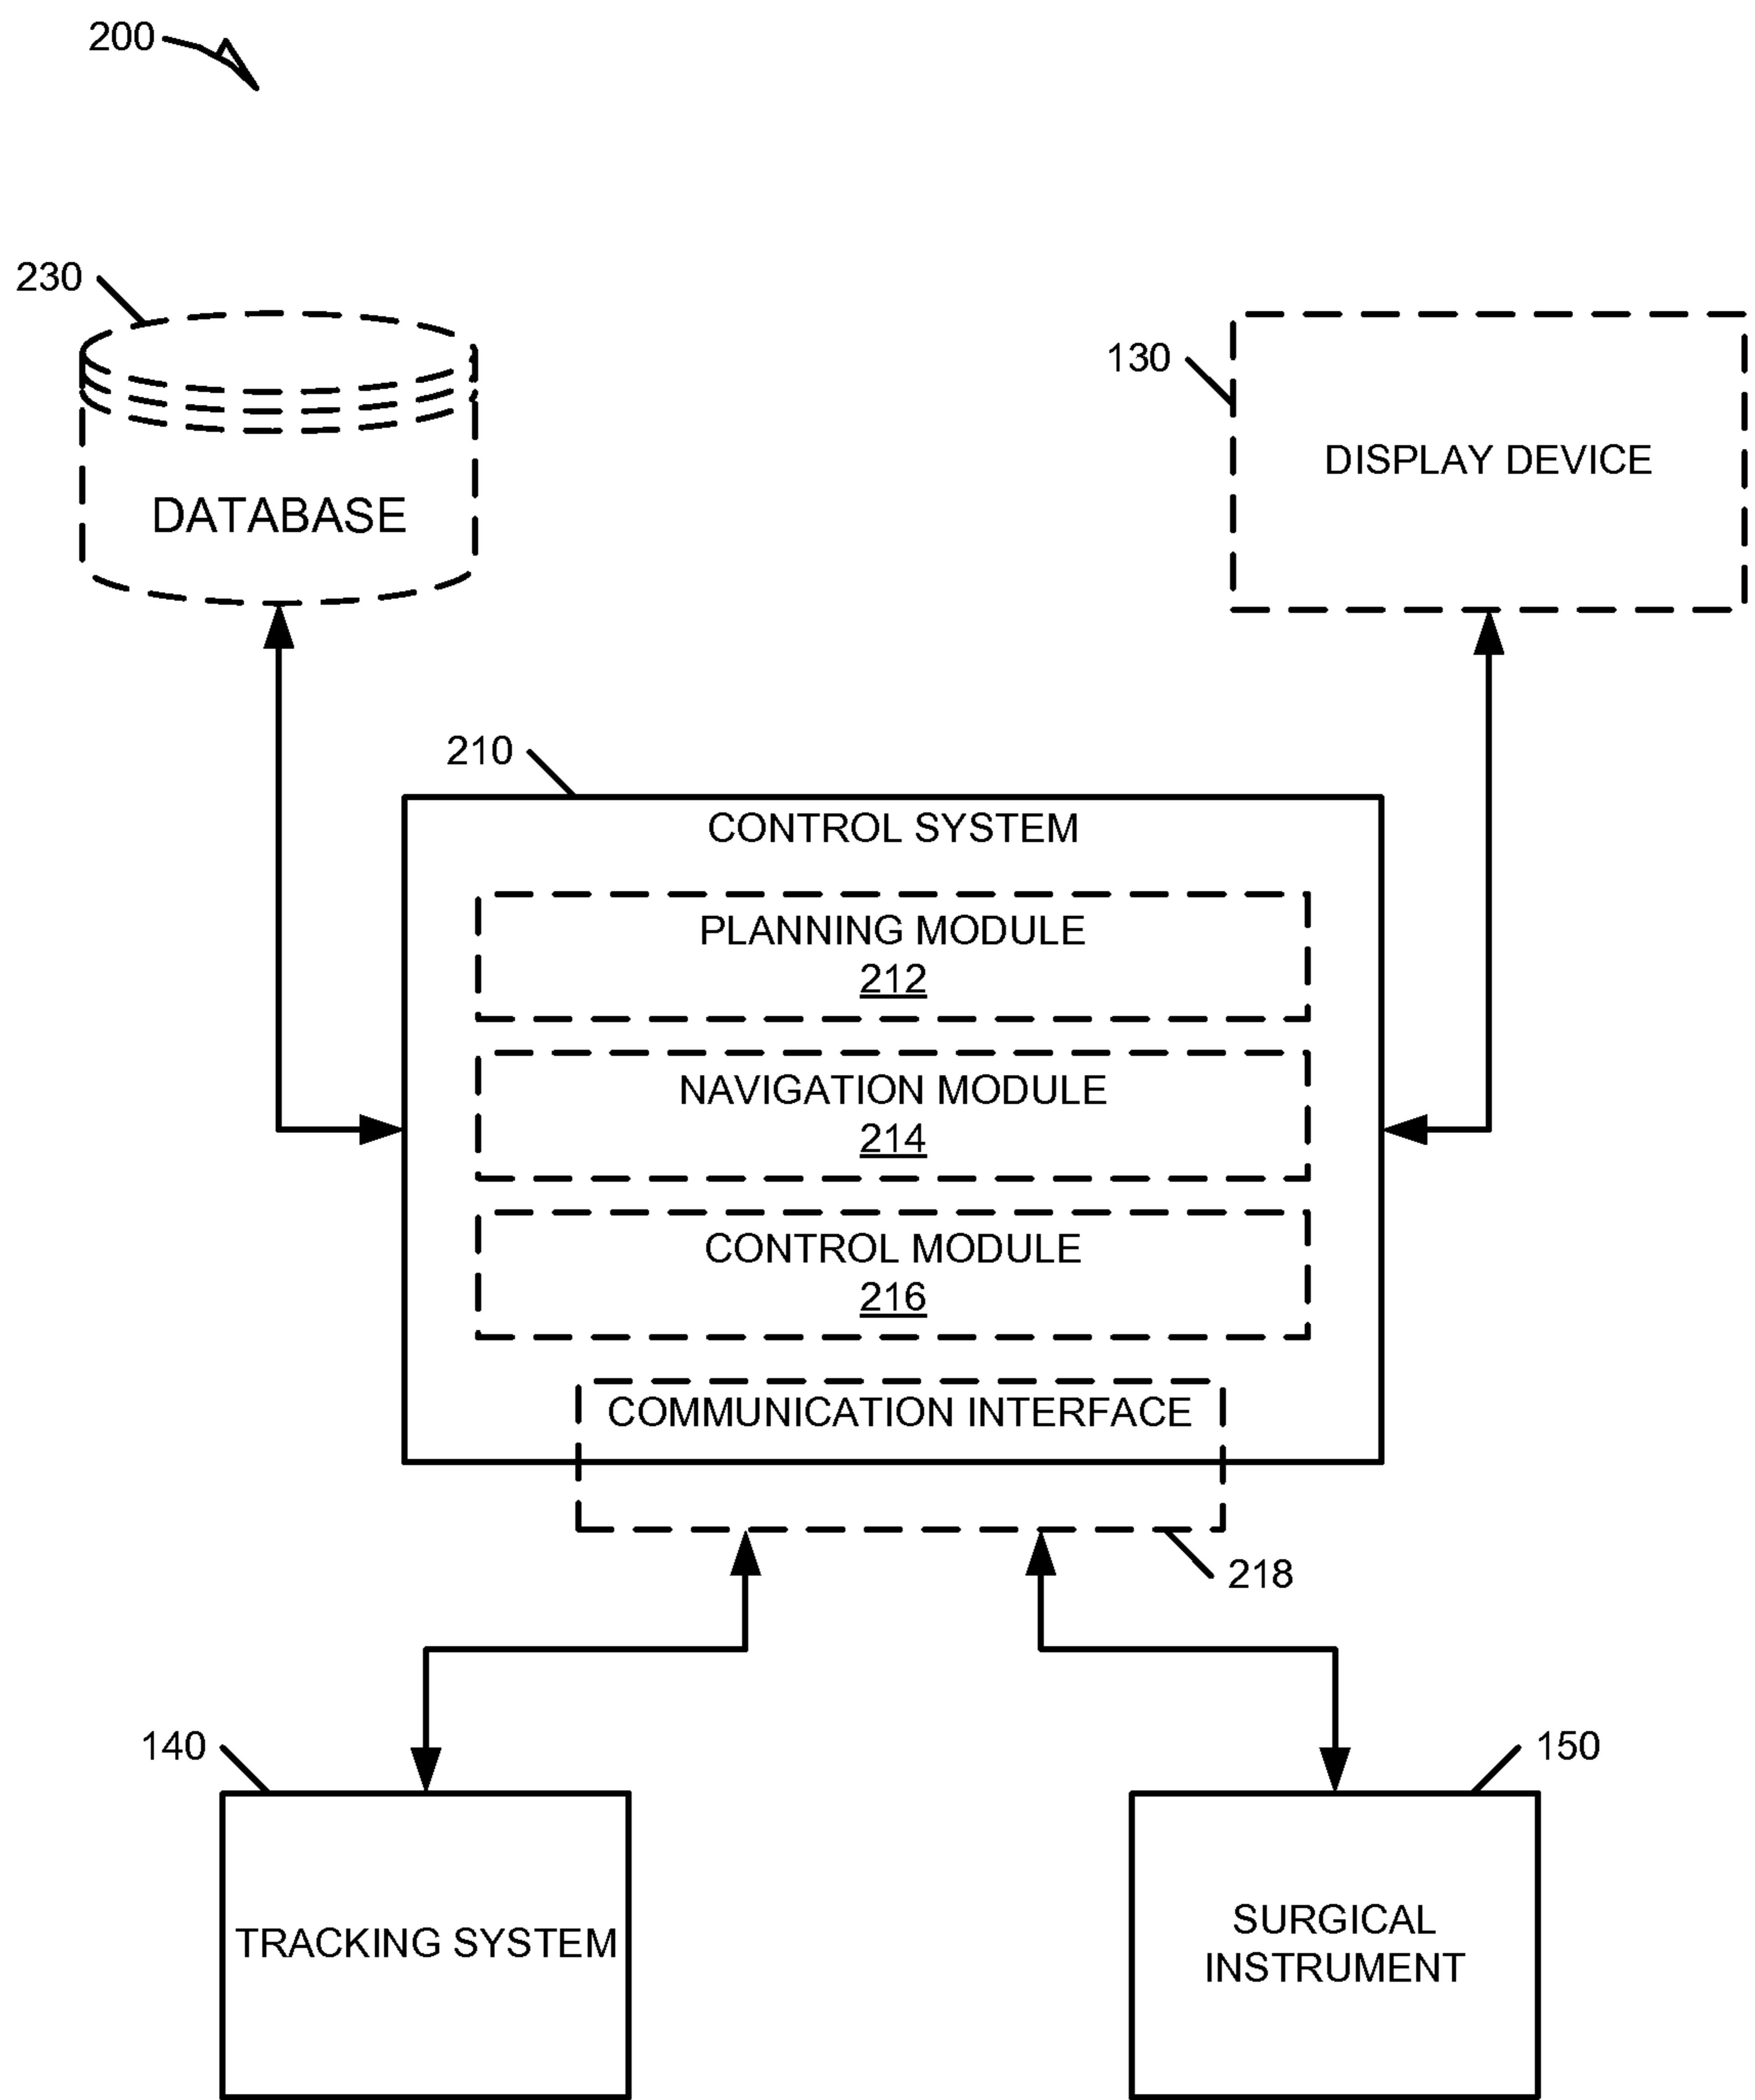 200
230
130
DISPLAY DEVICE
DATABASE
210
CONTROL SYSTEM
PLANNING MODULE
212
NAVIGATION MODULE
214
CONTROL MODULE
216
COMMUNICATION INTERFACE
218
140
150
TRACKING SYSTEM
SURGICAL
INSTRUMENT